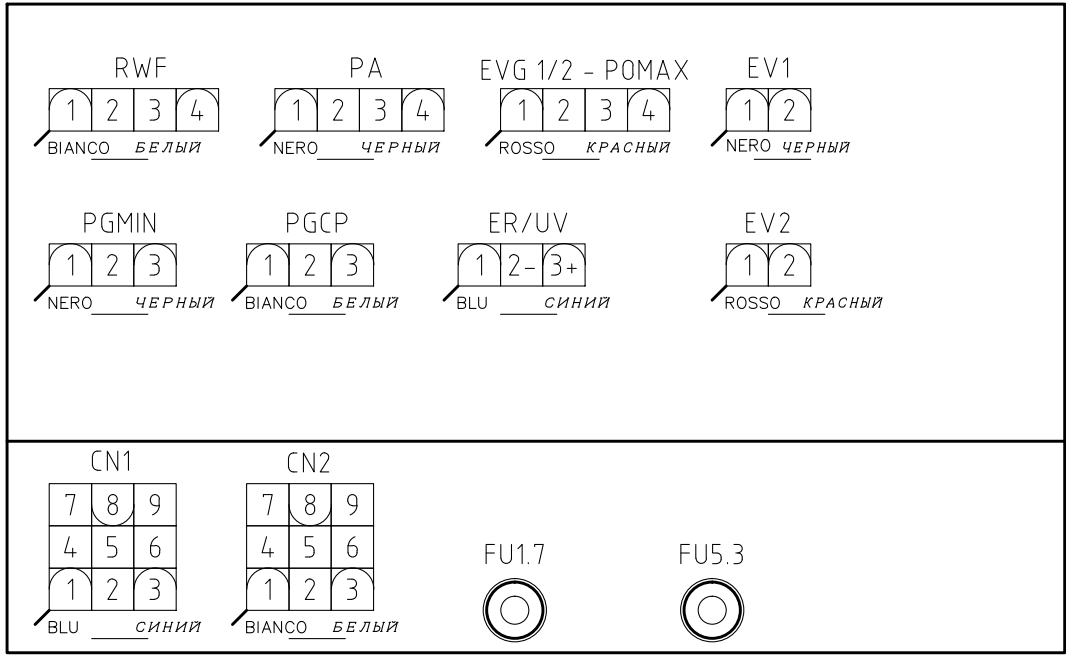 RWF PA EVG 1/2 - POMAX EV1
1 2 3 4 1 2 3 4 1 2 3 4 1 2
BIANCO БЕЛЫЙ NERO ЧЕРНЫЙ ROSSO КРАСНЫЙ NERO ЧЕРНЫЙ
PGMIN PGCP ER/UV EV2
1 2 3 1 2 3 1 2- 3+ 1 2
NERO ЧЕРНЫЙ BIANCO БЕЛЫЙ BLU СИНИЙ ROSSO КРАСНЫЙ
CN1 CN2
7 8 9 7 8 9
4 5 6 4 5 6
FU1.7 FU5.3
1 2 3 1 2 3
BLU СИНИЙ BIANCO БЕЛЫЙ